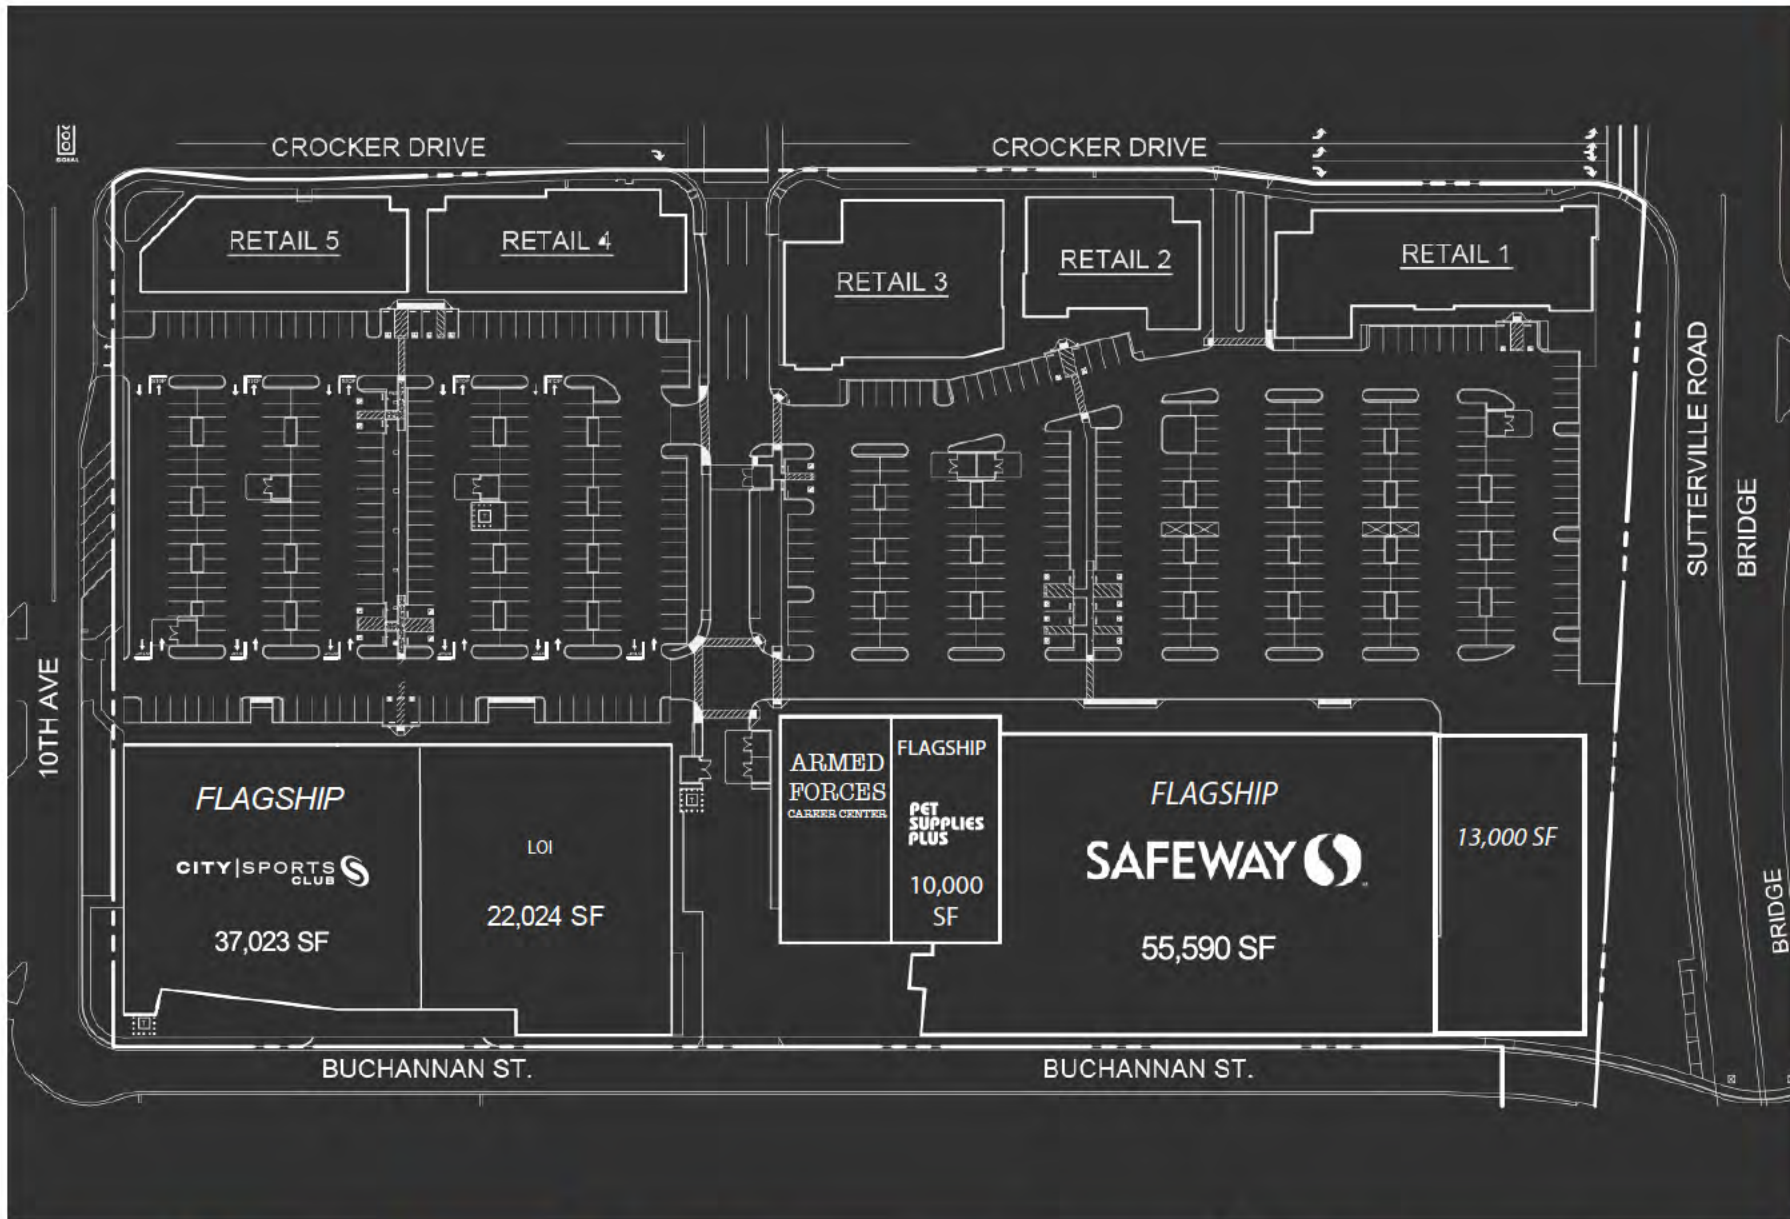 CROCKER DRIVE
CROCKER DRIVE
RETAIL 5
RETAIL 4
RETAIL 3
RETAIL 2
RETAIL 1
SUTTERVILLE ROAD
BRIDGE
10TH AVE
FLAGSHIP
CITY|SPORTS
CLUB
37,023 SF
LOI
22,024 SF
ARMED
FORCES
CAREER CENTER
FLAGSHIP
PET
SUPPLIES
PLUS
10,000
SF
FLAGSHIP
SAFEWAY
55,590 SF
13,000 SF
BRIDGE
BUCHANNAN ST.
BUCHANNAN ST.